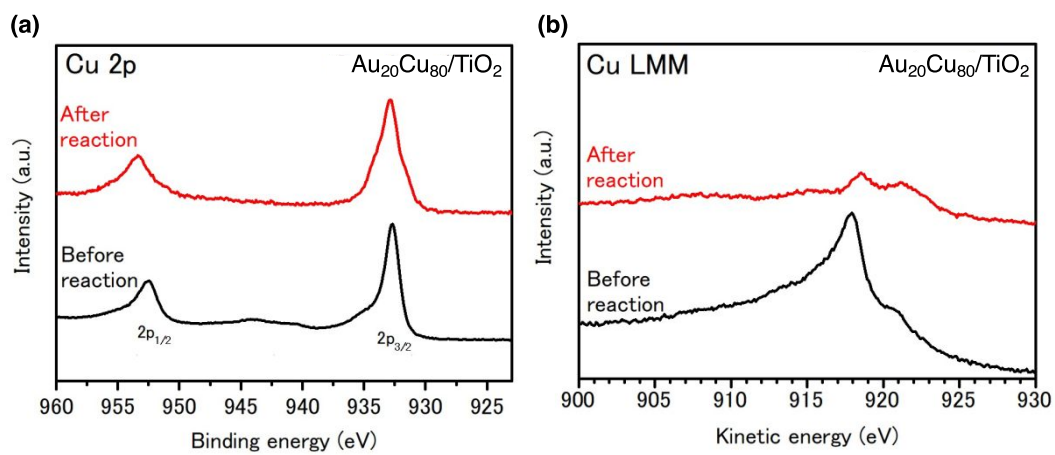 (a)
Cu 2p
Au₂₀Cu₈₀/TiO₂
After
reaction
Before
reaction
2p₁/₂
2p₃/₂
Intensity (a.u.)
960 955 950 945 940 935 930 925
Binding energy (eV)
(b)
Cu LMM
Au₂₀Cu₈₀/TiO₂
After
reaction
Before
reaction
Intensity (a.u.)
900 905 910 915 920 925 930
Kinetic energy (eV)